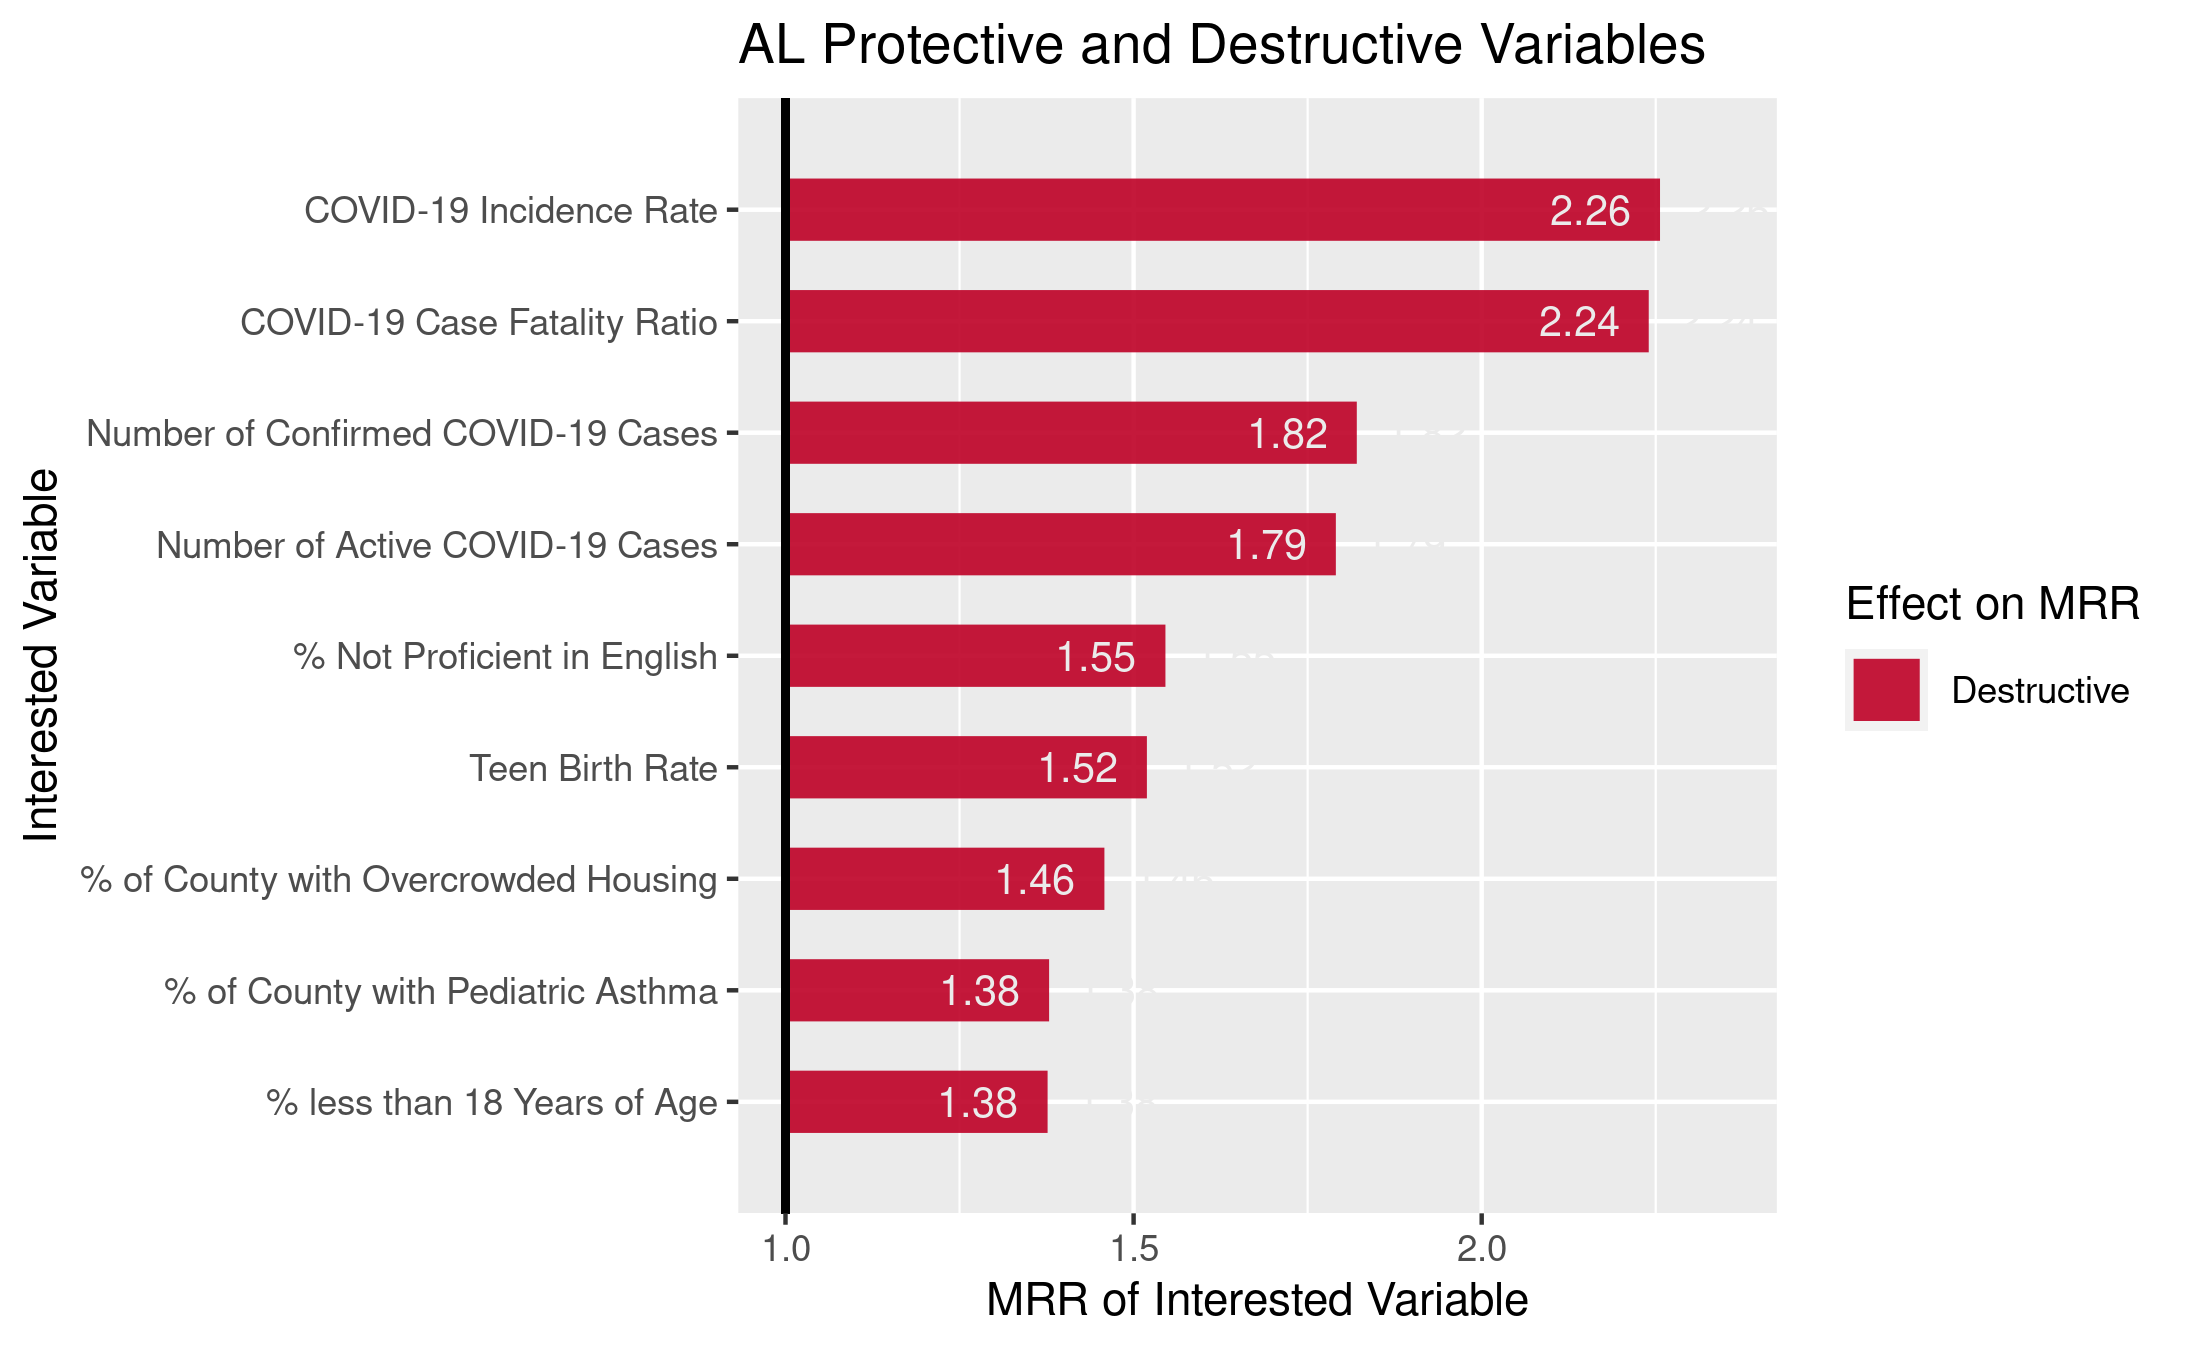 AL Protective and Destructive Variables
COVID-19 Incidence Rate
2.26
COVID-19 Case Fatality Ratio
2.24
Number of Confirmed COVID-19 Cases
1.82
Number of Active COVID-19 Cases
1.79
% Not Proficient in English
1.55
Teen Birth Rate
1.52
% of County with Overcrowded Housing
1.46
% of County with Pediatric Asthma
1.38
% less than 18 Years of Age
1.38
Interested Variable
1.0 1.5 2.0
MRR of Interested Variable
Effect on MRR
Destructive